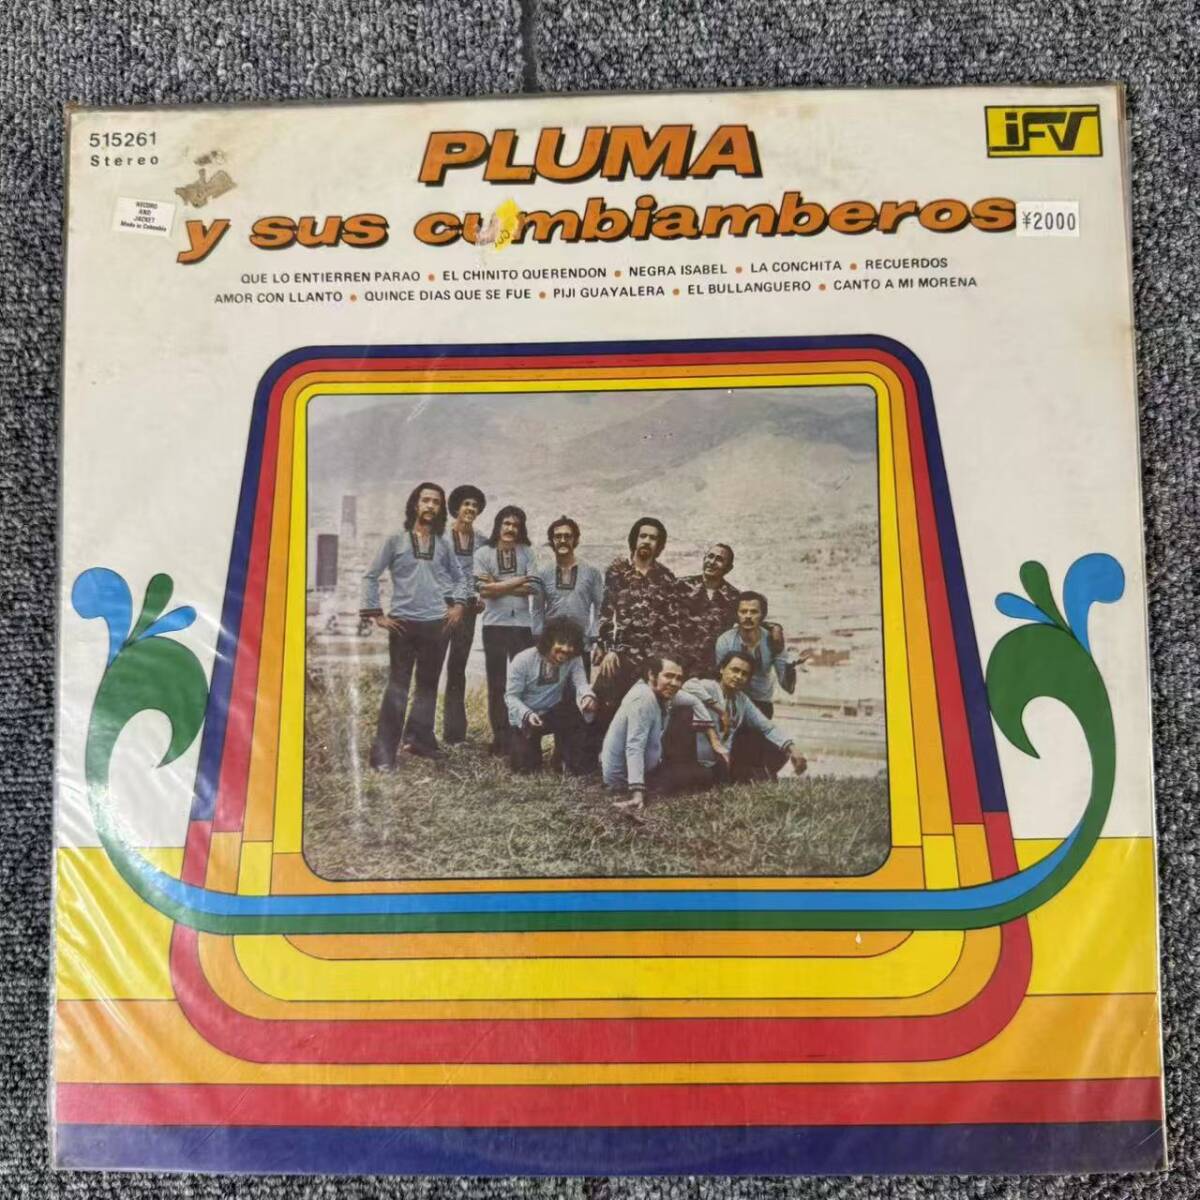 515261
Stereo
PLUMA
iFV
RECORD
AND
JACKET
Made in Colombia
y sus cumbiamberos
¥2000
QUE LO ENTIERREN PARAO • EL CHINITO QUERENDON • NEGRA ISABEL • LA CONCHITA • RECUERDOS
AMOR CON LLANTO • QUINCE DIAS QUE SE FUE • PIJI GUAYALERA • EL BULLANGUERO • CANTO A MI MORENA